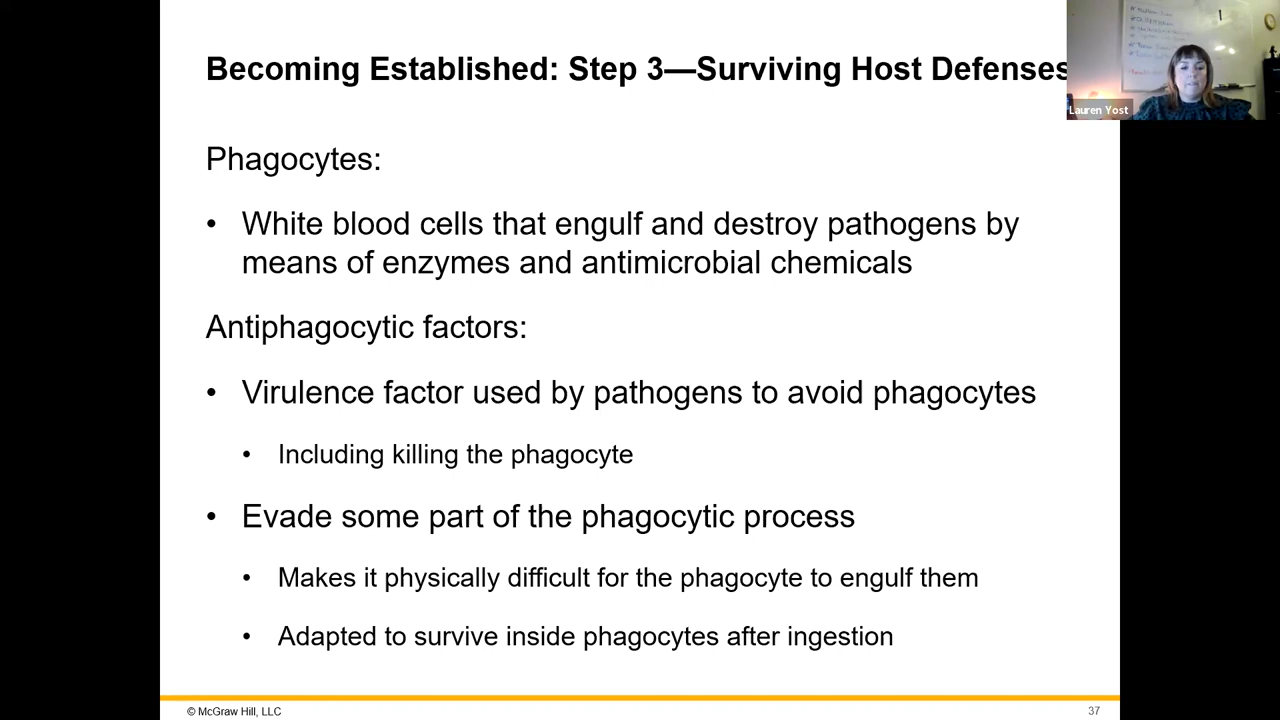 Becoming Established: Step 3—Surviving Host Defenses
Lauren Yost
Phagocytes:
• White blood cells that engulf and destroy pathogens by
means of enzymes and antimicrobial chemicals
Antiphagocytic factors:
• Virulence factor used by pathogens to avoid phagocytes
• Including killing the phagocyte
• Evade some part of the phagocytic process
• Makes it physically difficult for the phagocyte to engulf them
• Adapted to survive inside phagocytes after ingestion
© McGraw Hill, LLC
37